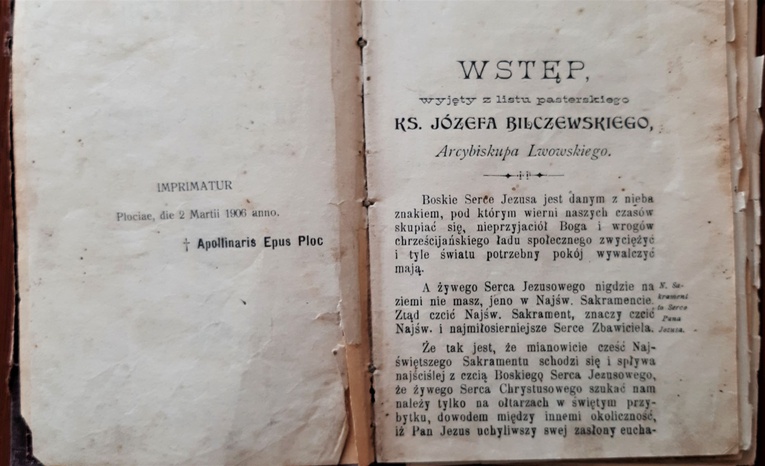 IMPRIMATUR
Plociae, die 2 Martii 1906 anno.
† Apollinaris Epus Ploc
WSTĘP,
wyjęty z listu pasterskiego
KS. JÓZEFA BILCZEWSKIEGO,
Arcybiskupa Lwowskiego.
Boskie Serce Jezusa jest danym z nieba
znakiem, pod którym wierni naszych czasów
skupiać się, nieprzyjaciół Boga i wrogów
chrześcijańskiego ładu społecznego zwyciężyć
i tyle światu potrzebny pokój wywalczyć
mają.
A żywego Serca Jezusowego nigdzie na
ziemi nie masz, jeno w Najśw. Sakramencie.
Ztąd czcić Najśw. Sakrament, znaczy czcić
Najśw. i najmiłosierniejsze Serce Zbawiciela.
N. Sa-
krament
to Serce
Pana
Jezusa.
Że tak jest, że mianowicie cześć Naj-
świętszego Sakramentu schodzi się i spływa
najściślej z czcią Boskiego Serca Jezusowego,
że żywego Serca Chrystusowego szukać nam
należy tylko na ołtarzach w świętym przy-
bytku, dowodem między innemi okoliczność,
iż Pan Jezus uchyliwszy swej zasłony eucha-